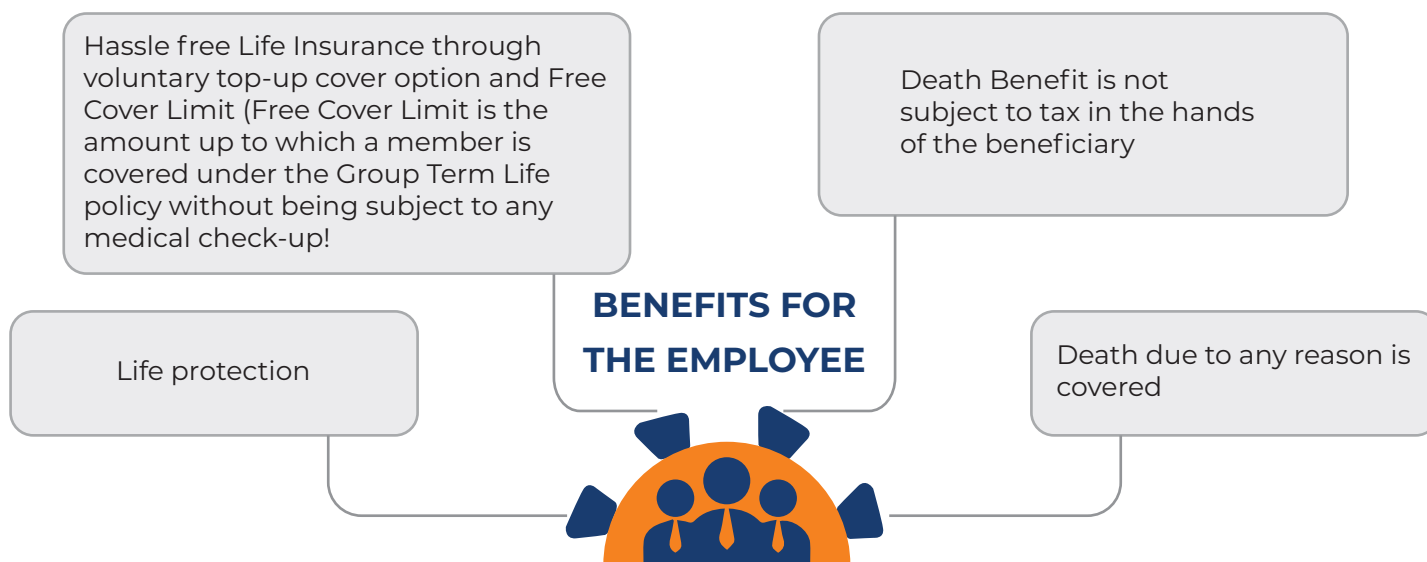 Hassle free Life Insurance through
voluntary top-up cover option and Free
Cover Limit (Free Cover Limit is the
amount up to which a member is
covered under the Group Term Life
policy without being subject to any
medical check-up!
Death Benefit is not
subject to tax in the hands
of the beneficiary
BENEFITS FOR
THE EMPLOYEE
Life protection
Death due to any reason is
covered